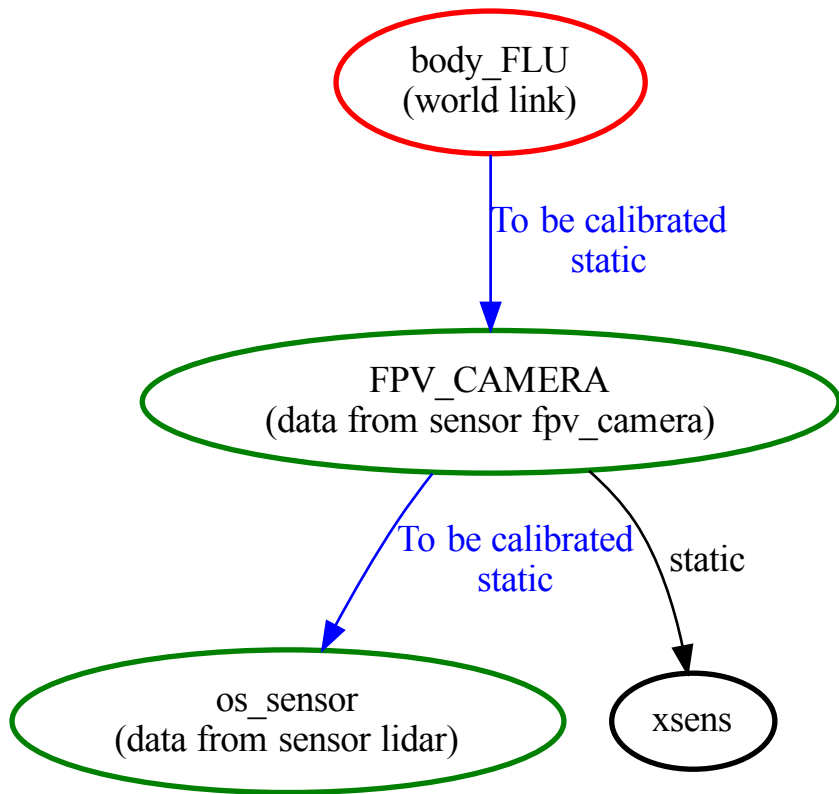 body_FLU
(world link)
To be calibrated
static
FPV_CAMERA
(data from sensor fpv_camera)
To be calibrated
static
static
os_sensor
(data from sensor lidar)
xsens